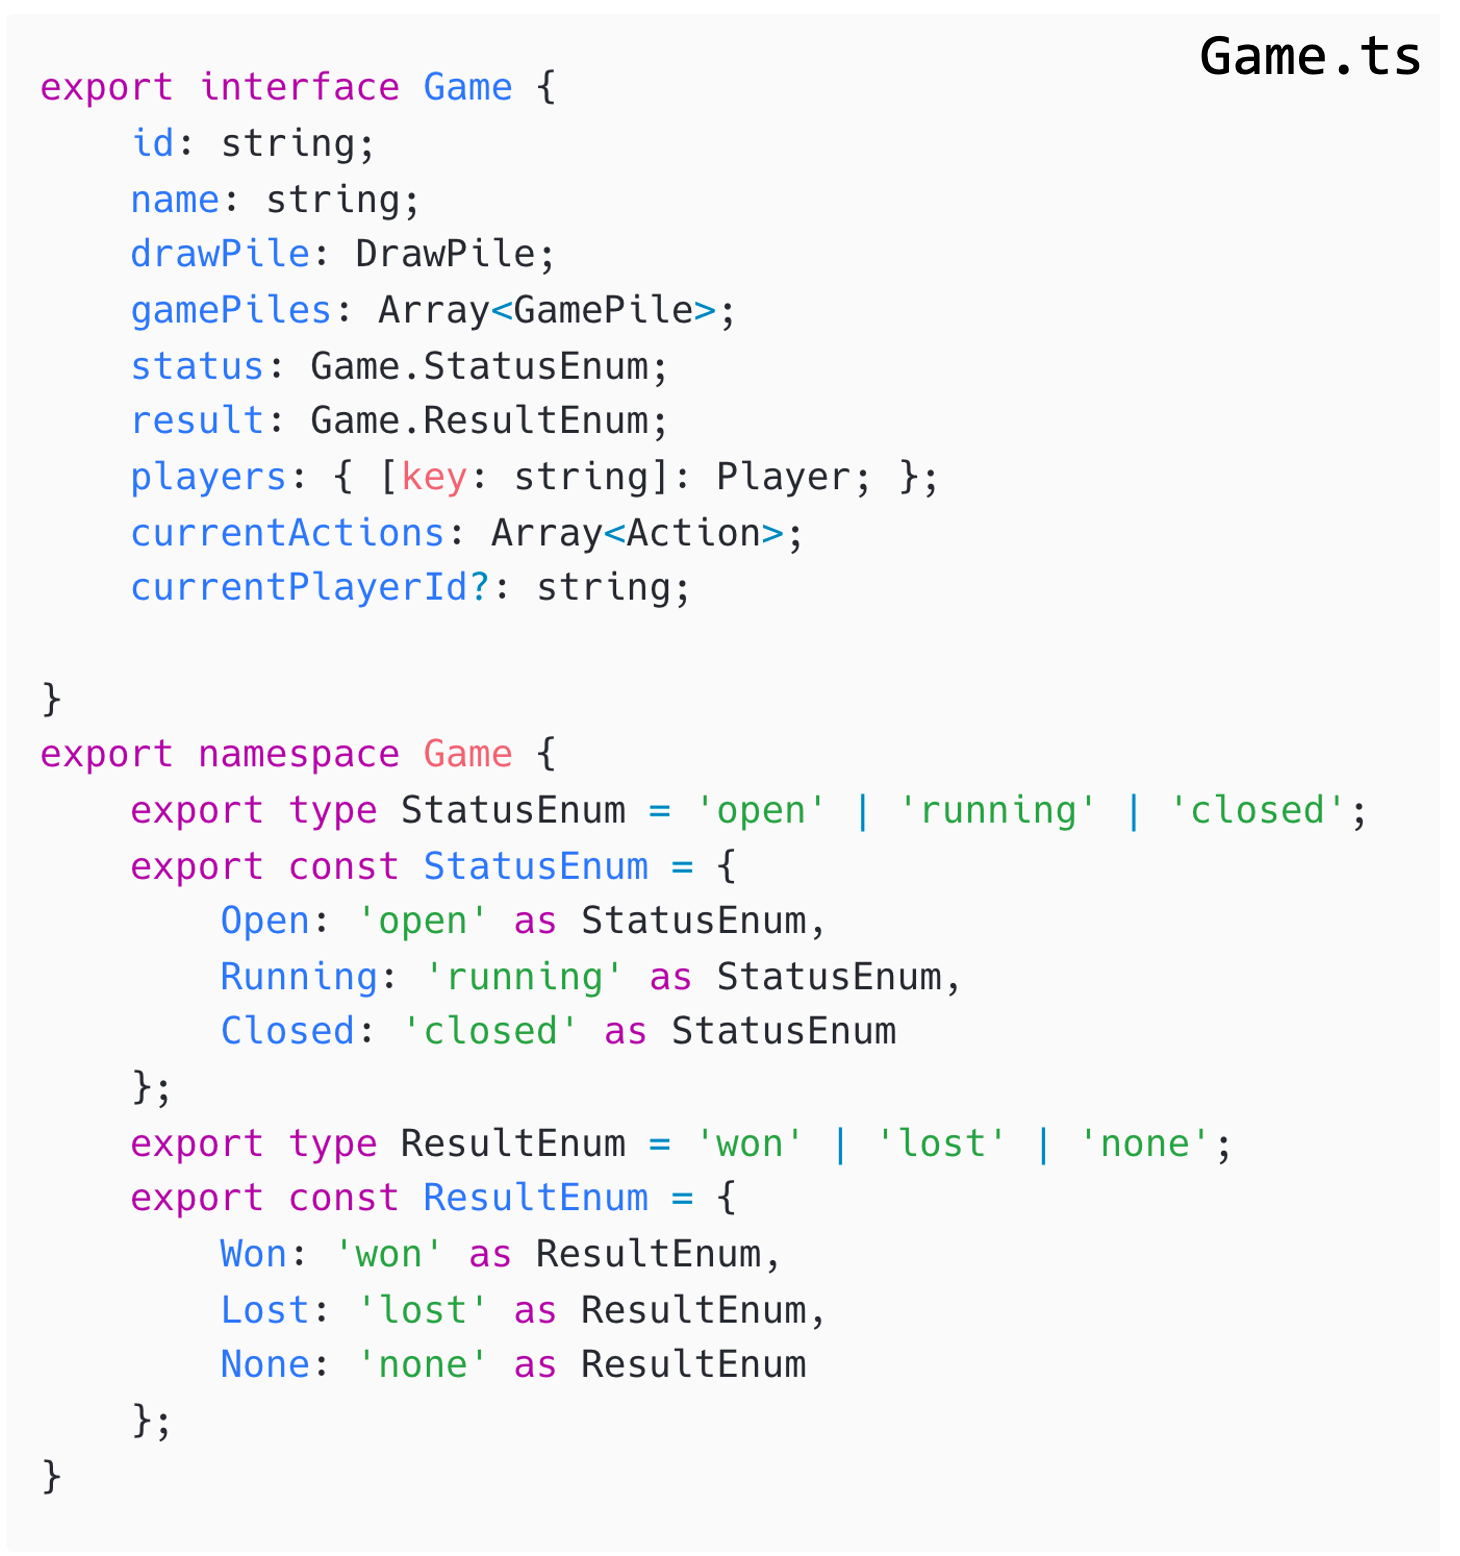 Game.ts
export interface Game {
    id: string;
    name: string;
    drawPile: DrawPile;
    gamePiles: Array<GamePile>;
    status: Game.StatusEnum;
    result: Game.ResultEnum;
    players: { [key: string]: Player; };
    currentActions: Array<Action>;
    currentPlayerId?: string;

}
export namespace Game {
    export type StatusEnum = 'open' | 'running' | 'closed';
    export const StatusEnum = {
        Open: 'open' as StatusEnum,
        Running: 'running' as StatusEnum,
        Closed: 'closed' as StatusEnum
    };
    export type ResultEnum = 'won' | 'lost' | 'none';
    export const ResultEnum = {
        Won: 'won' as ResultEnum,
        Lost: 'lost' as ResultEnum,
        None: 'none' as ResultEnum
    };
}